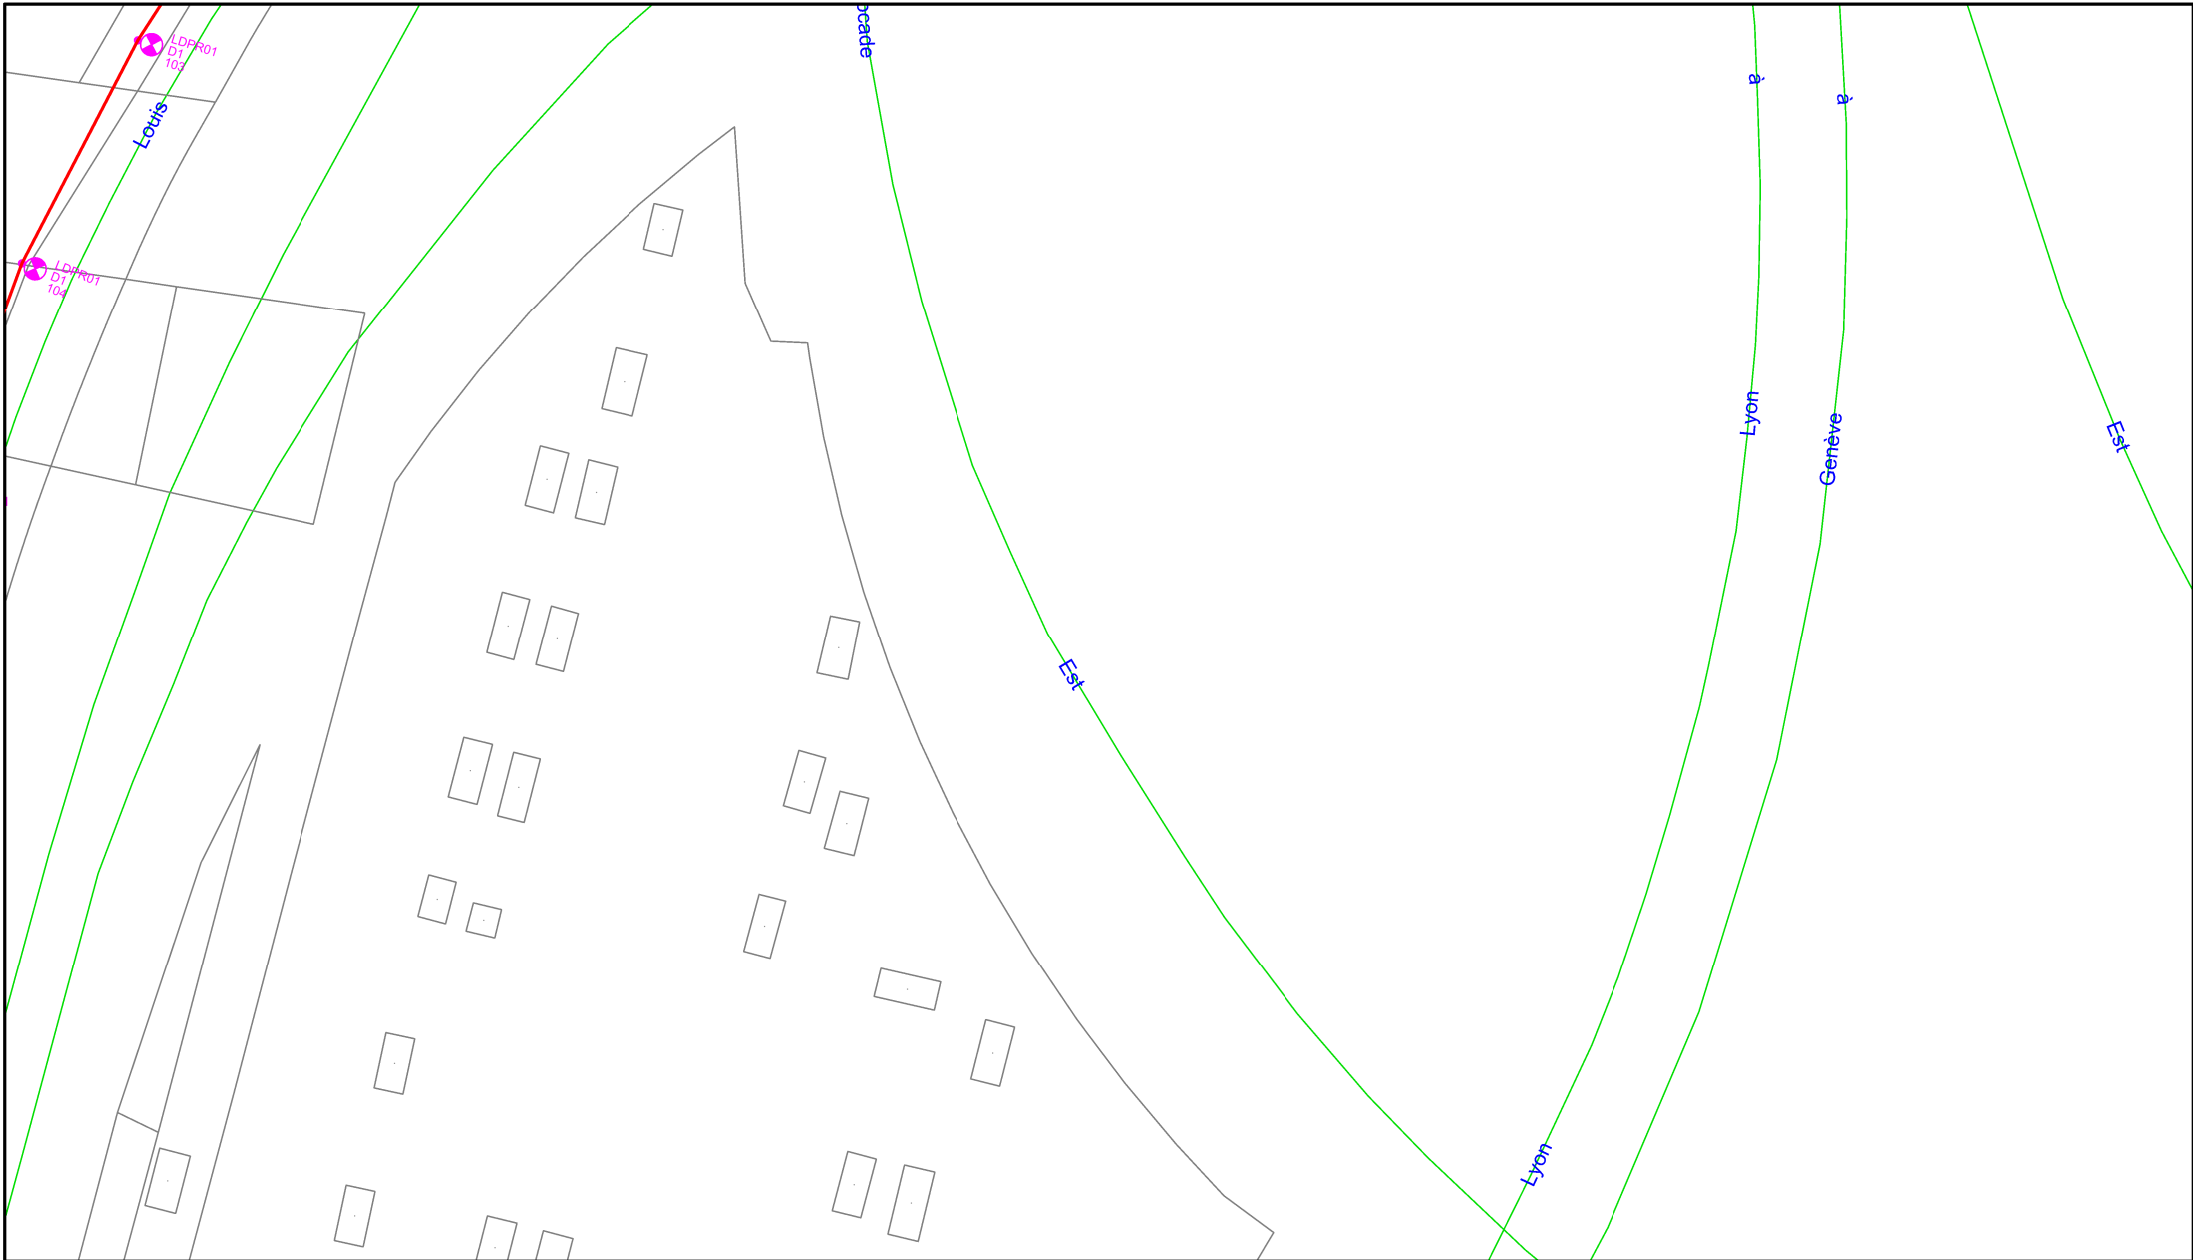 LDPR01
D1
103
Louis
LDPR01
D1
104
ocade
à
à
Lyon
Genève
Est
Est
Lyon